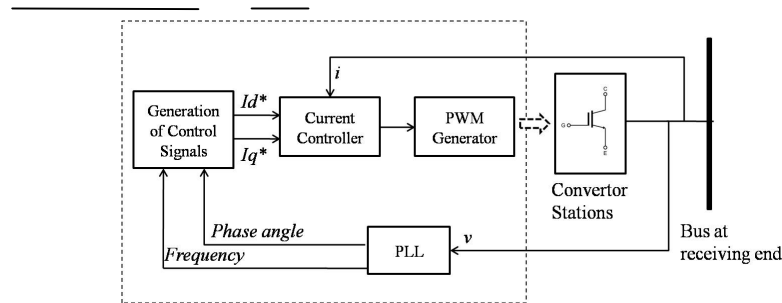 i
Generation
of Control
Signals
Id*
Iq*
Current
Controller
PWM
Generator
C
G
E
Convertor
Stations
Bus at
receiving end
Phase angle
Frequency
PLL
v